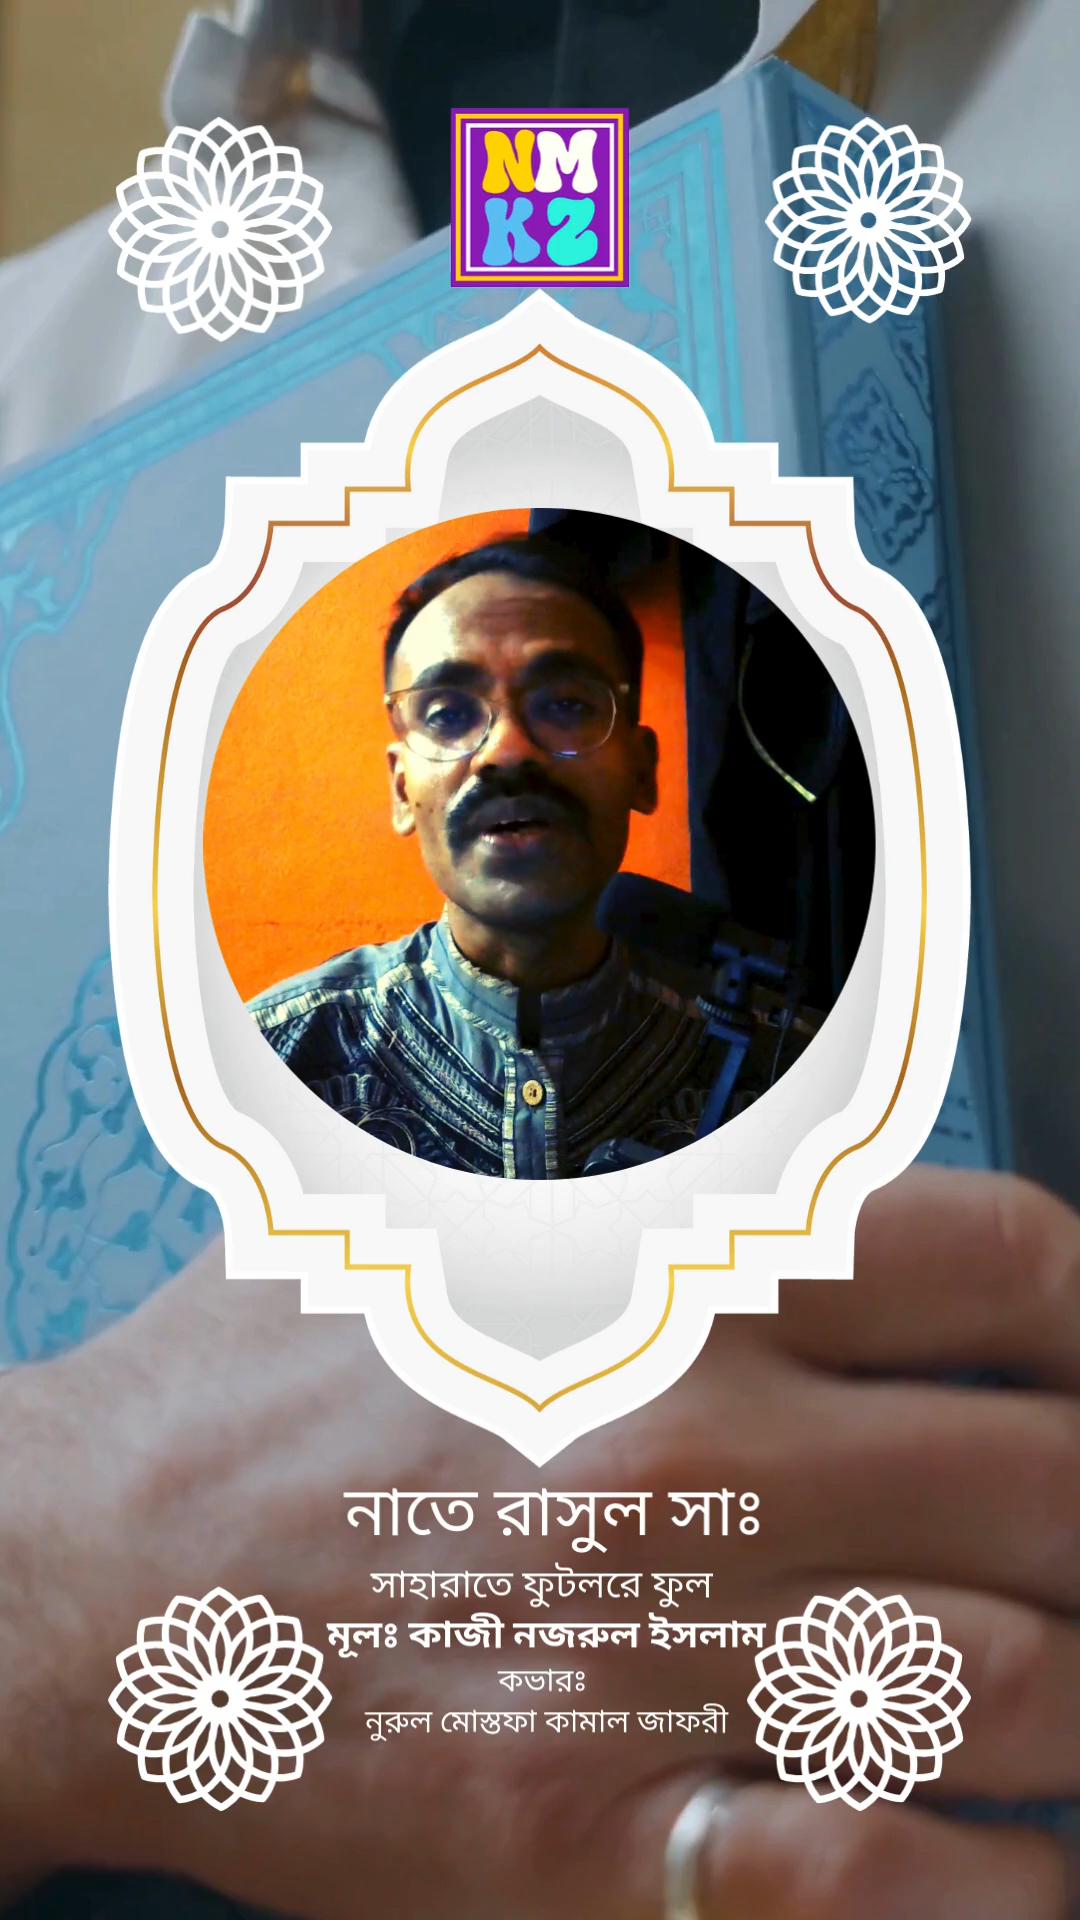 NM
KZ
নাতে রাসুল সাঃ
সাহারাতে ফুটলরে ফুল
মূলঃ কাজী নজরুল ইসলাম
কভারঃ
নুরুল মোস্তফা কামাল জাফরী